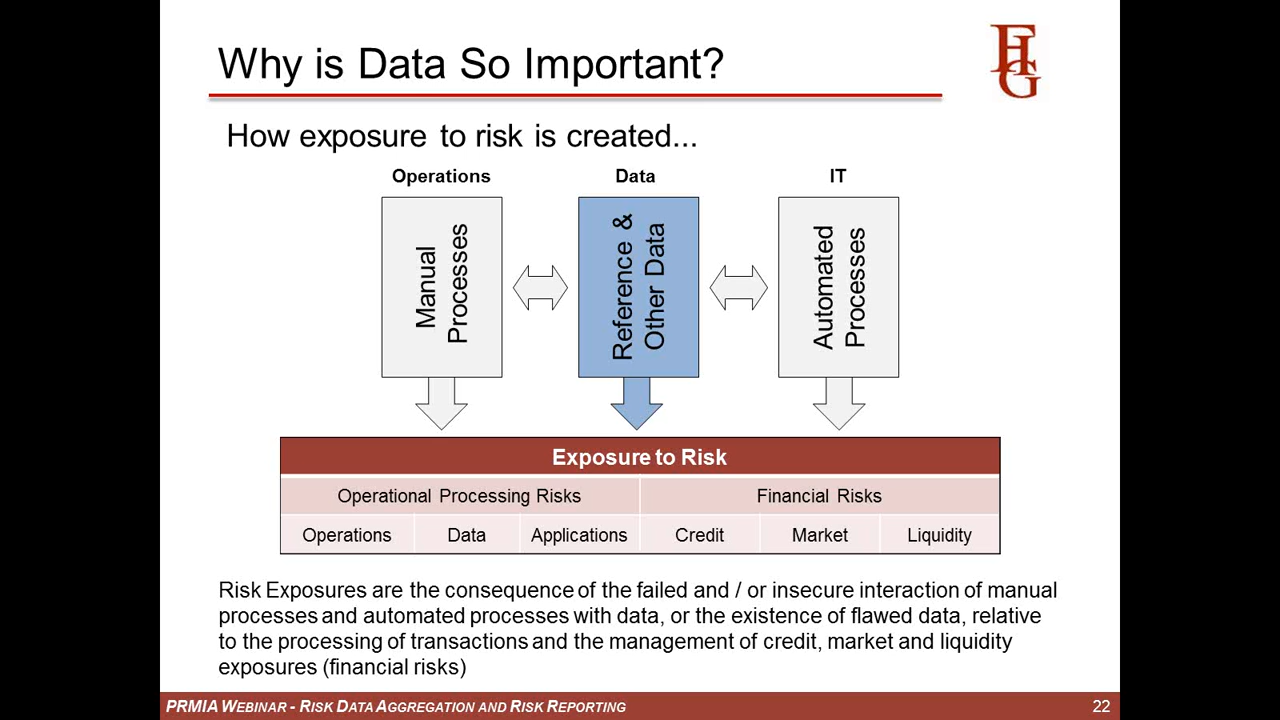 Why is Data So Important?
FHG
How exposure to risk is created...
Operations
Data
IT
Manual
Processes
Reference &
Other Data
Automated
Processes
Exposure to Risk
Operational Processing Risks
Financial Risks
Operations
Data
Applications
Credit
Market
Liquidity
Risk Exposures are the consequence of the failed and / or insecure interaction of manual
processes and automated processes with data, or the existence of flawed data, relative
to the processing of transactions and the management of credit, market and liquidity
exposures (financial risks)
PRMIA WEBINAR - RISK DATA AGGREGATION AND RISK REPORTING
22